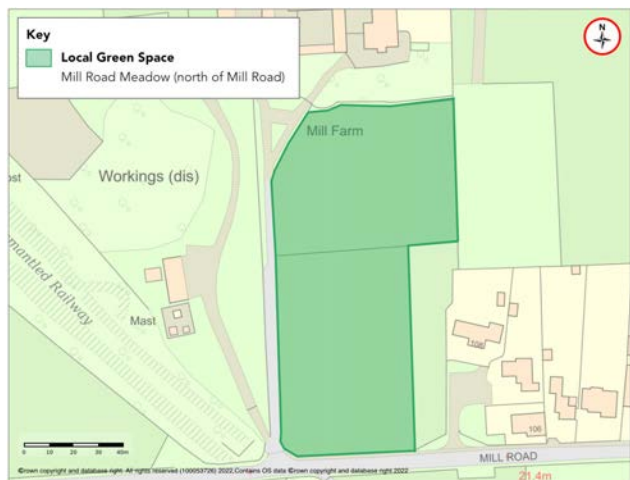 Key
Local Green Space
Mill Road Meadow (north of Mill Road)
N
Mill Farm
Workings (dis)
ost
smantled Railway
Mast
108
106
MILL ROAD
21.4m
0 10 20 30 40m
©rown copyright and database right. All rights reserved (100053726) 2022,Contains OS data ©rown copyright and database right 2022